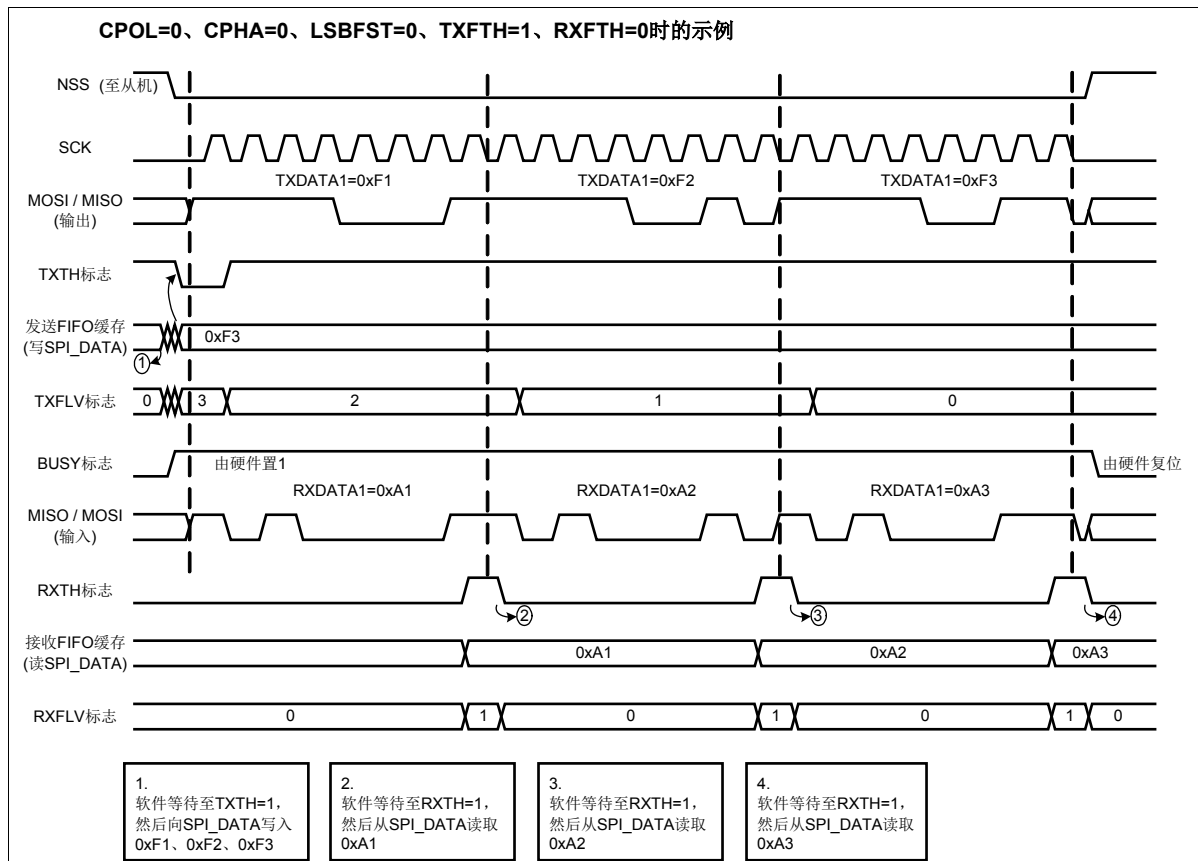 CPOL=0、CPHA=0、LSBFST=0、TXFTH=1、RXFTH=0时的示例
NSS (至从机)
SCK
TXDATA1=0xF1
TXDATA1=0xF2
TXDATA1=0xF3
MOSI / MISO
(输出)
TXTH标志
发送FIFO缓存
(写SPI_DATA)
0xF3
①
TXFLV标志
0
3
2
1
0
BUSY标志
由硬件置1
由硬件复位
RXDATA1=0xA1
RXDATA1=0xA2
RXDATA1=0xA3
MISO / MOSI
(输入)
RXTH标志
②
③
④
接收FIFO缓存
(读SPI_DATA)
0xA1
0xA2
0xA3
RXFLV标志
0
1
0
1
0
1
0
1.
软件等待至TXTH=1，
然后向SPI_DATA写入
0xF1、0xF2、0xF3
2.
软件等待至RXTH=1，
然后从SPI_DATA读取
0xA1
3.
软件等待至RXTH=1，
然后从SPI_DATA读取
0xA2
4.
软件等待至RXTH=1，
然后从SPI_DATA读取
0xA3